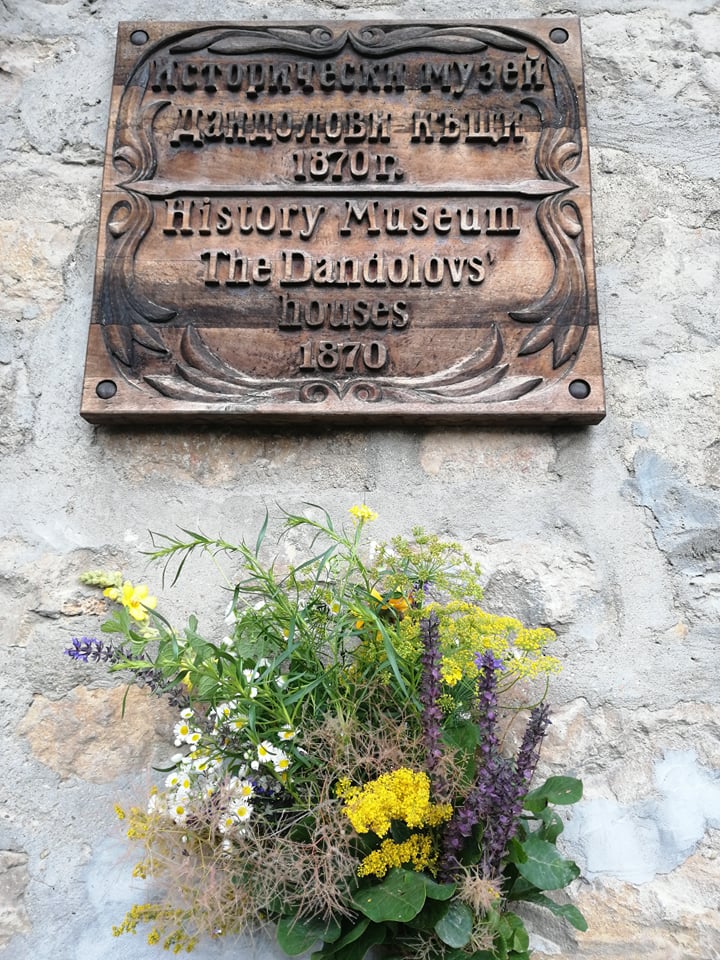 Исторически музей
Дандолови къщи
1870 г.
History Museum
The Dandolovs'
houses
1870